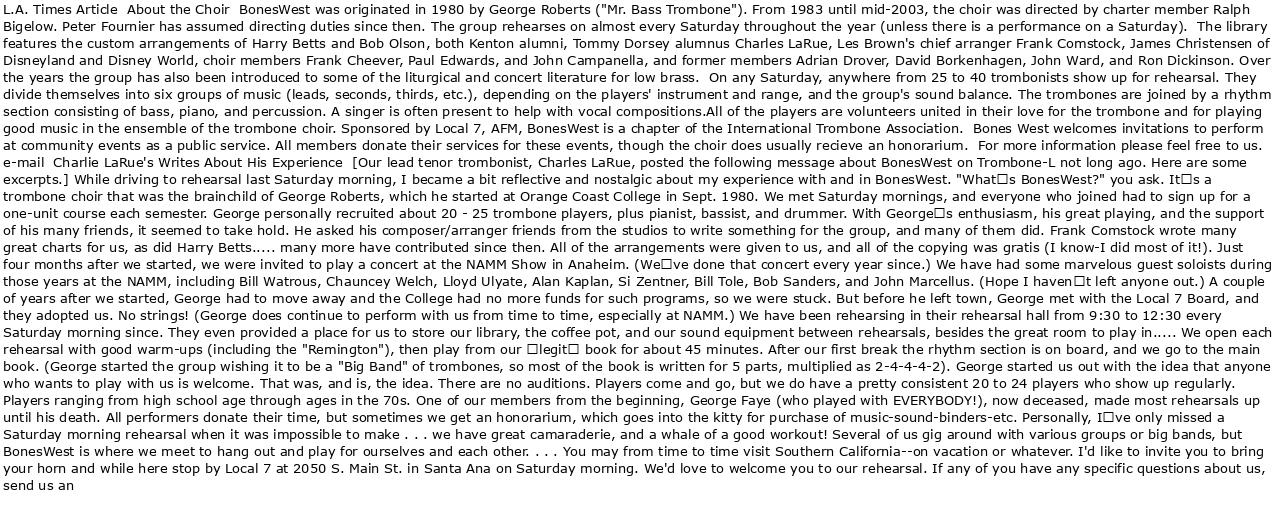 L.A. Times Article  About the Choir  BonesWest was originated in 1980 by George Roberts ("Mr. Bass Trombone"). From 1983 until mid-2003, the choir was directed by charter member Ralph
Bigelow. Peter Fournier has assumed directing duties since then. The group rehearses on almost every Saturday throughout the year (unless there is a performance on a Saturday).  The library
features the custom arrangements of Harry Betts and Bob Olson, both Kenton alumni, Tommy Dorsey alumnus Charles LaRue, Les Brown's chief arranger Frank Comstock, James Christensen of
Disneyland and Disney World, choir members Frank Cheever, Paul Edwards, and John Campanella, and former members Adrian Drover, David Borkenhagen, John Ward, and Ron Dickinson. Over
the years the group has also been introduced to some of the liturgical and concert literature for low brass.  On any Saturday, anywhere from 25 to 40 trombonists show up for rehearsal. They
divide themselves into six groups of music (leads, seconds, thirds, etc.), depending on the players' instrument and range, and the group's sound balance. The trombones are joined by a rhythm
section consisting of bass, piano, and percussion. A singer is often present to help with vocal compositions.All of the players are volunteers united in their love for the trombone and for playing
good music in the ensemble of the trombone choir. Sponsored by Local 7, AFM, BonesWest is a chapter of the International Trombone Association.  Bones West welcomes invitations to perform
at community events as a public service. All members donate their services for these events, though the choir does usually recieve an honorarium.  For more information please feel free to us.
e-mail  Charlie LaRue's Writes About His Experience  [Our lead tenor trombonist, Charles LaRue, posted the following message about BonesWest on Trombone-L not long ago. Here are some
excerpts.] While driving to rehearsal last Saturday morning, I became a bit reflective and nostalgic about my experience with and in BonesWest. "What□s BonesWest?" you ask. It□s a
trombone choir that was the brainchild of George Roberts, which he started at Orange Coast College in Sept. 1980. We met Saturday mornings, and everyone who joined had to sign up for a
one-unit course each semester. George personally recruited about 20 - 25 trombone players, plus pianist, bassist, and drummer. With George□s enthusiasm, his great playing, and the support
of his many friends, it seemed to take hold. He asked his composer/arranger friends from the studios to write something for the group, and many of them did. Frank Comstock wrote many
great charts for us, as did Harry Betts..... many more have contributed since then. All of the arrangements were given to us, and all of the copying was gratis (I know-I did most of it!). Just
four months after we started, we were invited to play a concert at the NAMM Show in Anaheim. (We□ve done that concert every year since.) We have had some marvelous guest soloists during
those years at the NAMM, including Bill Watrous, Chauncey Welch, Lloyd Ulyate, Alan Kaplan, Si Zentner, Bill Tole, Bob Sanders, and John Marcellus. (Hope I haven□t left anyone out.) A couple
of years after we started, George had to move away and the College had no more funds for such programs, so we were stuck. But before he left town, George met with the Local 7 Board, and
they adopted us. No strings! (George does continue to perform with us from time to time, especially at NAMM.) We have been rehearsing in their rehearsal hall from 9:30 to 12:30 every
Saturday morning since. They even provided a place for us to store our library, the coffee pot, and our sound equipment between rehearsals, besides the great room to play in..... We open each
rehearsal with good warm-ups (including the "Remington"), then play from our □legit□ book for about 45 minutes. After our first break the rhythm section is on board, and we go to the main
book. (George started the group wishing it to be a "Big Band" of trombones, so most of the book is written for 5 parts, multiplied as 2-4-4-4-2). George started us out with the idea that anyone
who wants to play with us is welcome. That was, and is, the idea. There are no auditions. Players come and go, but we do have a pretty consistent 20 to 24 players who show up regularly.
Players ranging from high school age through ages in the 70s. One of our members from the beginning, George Faye (who played with EVERYBODY!), now deceased, made most rehearsals up
until his death. All performers donate their time, but sometimes we get an honorarium, which goes into the kitty for purchase of music-sound-binders-etc. Personally, I□ve only missed a
Saturday morning rehearsal when it was impossible to make . . . we have great camaraderie, and a whale of a good workout! Several of us gig around with various groups or big bands, but
BonesWest is where we meet to hang out and play for ourselves and each other. . . . You may from time to time visit Southern California--on vacation or whatever. I'd like to invite you to bring
your horn and while here stop by Local 7 at 2050 S. Main St. in Santa Ana on Saturday morning. We'd love to welcome you to our rehearsal. If any of you have any specific questions about us,
send us an